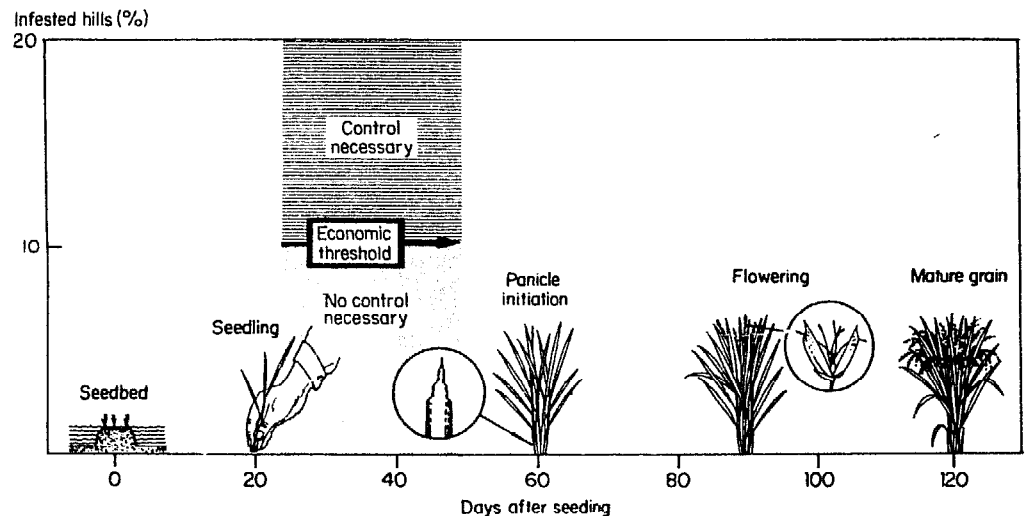 Infested hills (%)
20
Control
necessary
10
Economic
threshold
No control
necessary
Panicle
initiation
Flowering
Mature grain
Seedling
Seedbed
0
20
40
60
80
100
120
Days after seeding